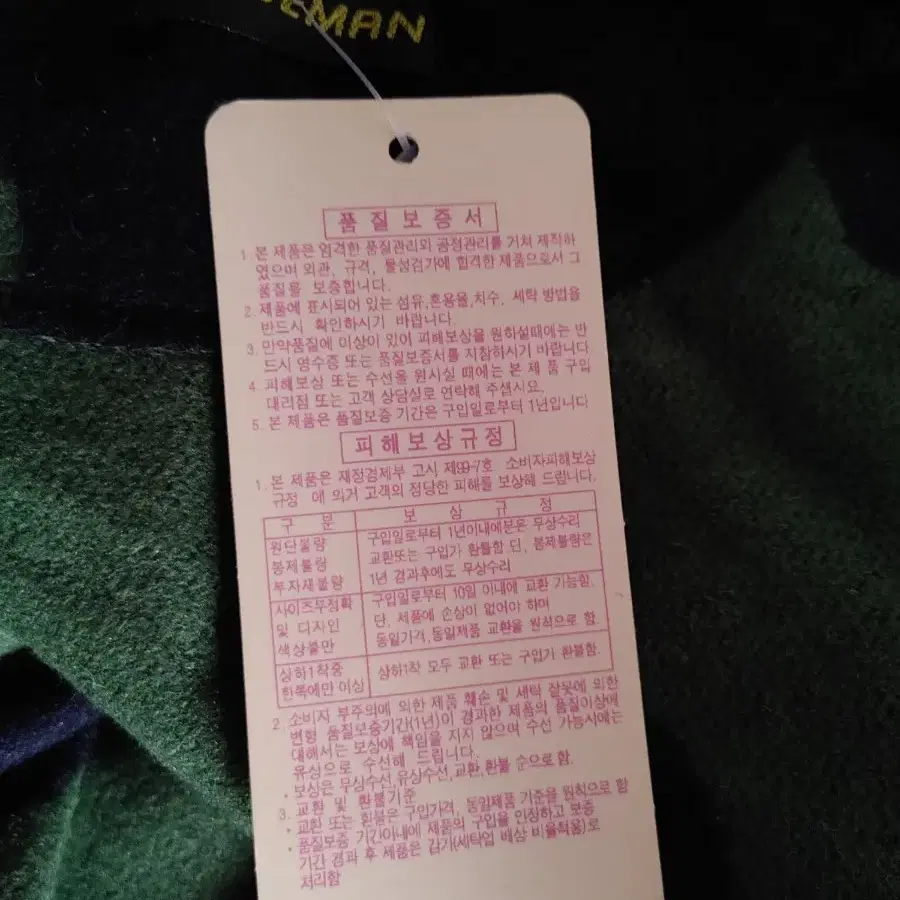 EMAN
품질보증서
1. 본 제품은 엄격한 품질관리와 공정관리를 거쳐 제작하
였으며 외관, 규격, 물성검가에 합격한 제품으로서 그
품질을 보증합니다.
2. 제품에 표시되어 있는 섬유,혼용율,치수, 세탁 방법을
반드시 확인하시기 바랍니다.
3. 만약품질에 이상이 있어 피해보상을 원하실때에는 반
드시 영수증 또는 품질보증서를 지참하시기 바랍니다
4. 피해보상 또는 수선을 원시실 때에는 본 제 품 구입
대리점 또는 고객 상담실로 연락해 주십시요.
5. 본 제품은 품질보증 기간은 구입일로부터 1년입니다
피해보상규정
1. 본 제품은 재정경제부 고시 제99-7호 소비자피해보상
규정 에 의거 고객의 정당한 피해를 보상해 드립니다.
구 분 보 상 규 정
원단불량 구입일로부터 1년이내에분은 무상수리
봉제불량 교환또는 구입가 환불함 단, 봉제불량은
부자재불량 1년 경과후에도 무상수리
사이즈부정확 구입일로부터 10일 이내에 교환 가능함.
및 디자인 단, 제품에 손상이 없어야 하며
색상불만 동일가격,동일제품 교환을 원칙으로 함.
상하1착중 상하1착 모두 교환 또는 구입가 환불함.
한쪽에만 이상
2. 소비자 부주의에 의한 제품 훼손 및 세탁 잘못에 의한
변형 품질보증기간(1년)이 경과한 제품의 품질이상에
대해서는 보상에 책임을 지지 않으며 수선 가능시에는
유상으로 수선해 드립니다.
• 보상은 무상수선,유상수선,교환,환불 순으로 함.
3. 교환 및 환불기준
• 교환 또는 환불은 구입가격, 동일제품 기준을 원칙으로 함
• 품질보증 기간이내에 제품의 구입을 인정하고 보증
기간 경과 후 제품은 감가(세탁업 배상 비율적용)로
처리함